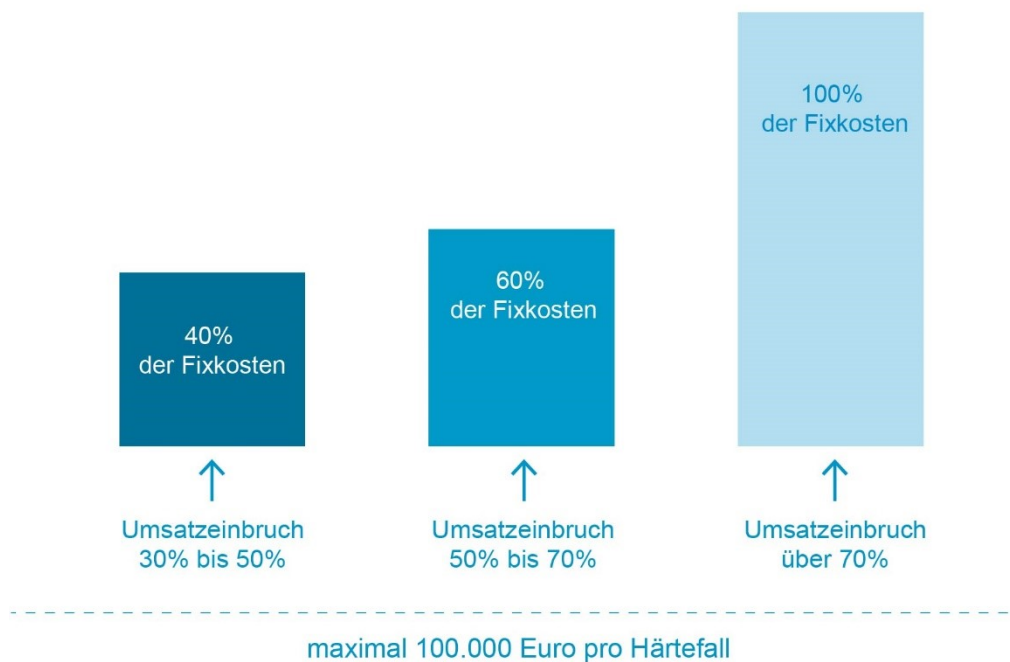 40%
der Fixkosten
60%
der Fixkosten
100%
der Fixkosten
Umsatzeinbruch
30% bis 50%
Umsatzeinbruch
50% bis 70%
Umsatzeinbruch
über 70%
maximal 100.000 Euro pro Härtefall